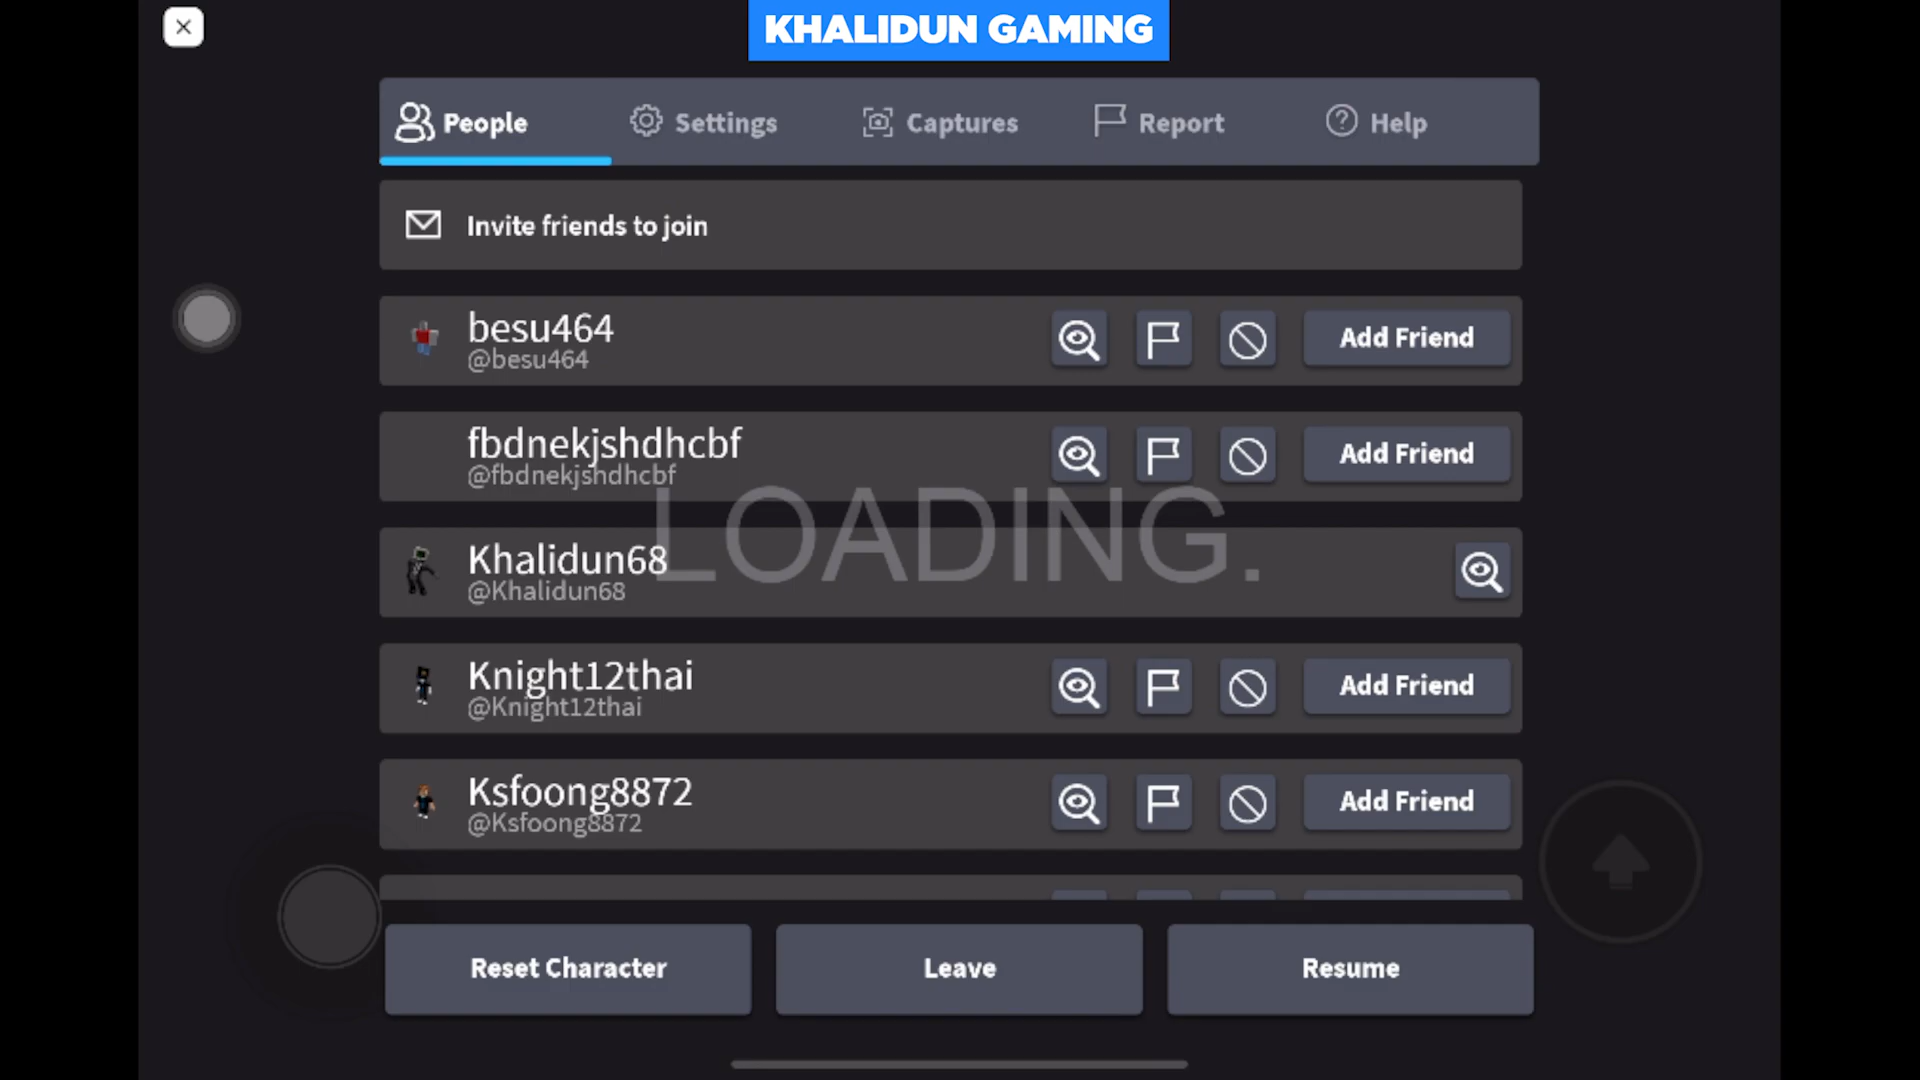 KHALIDUN GAMING
People Settings Captures Report Help
Invite friends to join
besu464
@besu464
Add Friend
fbdnekjshdhcbf
@fbdnekjshdhcbf
Add Friend
LOADING.
Khalidun68
@Khalidun68
Knight12thai
@Knight12thai
Add Friend
Ksfoong8872
@Ksfoong8872
Add Friend
Reset Character Leave Resume